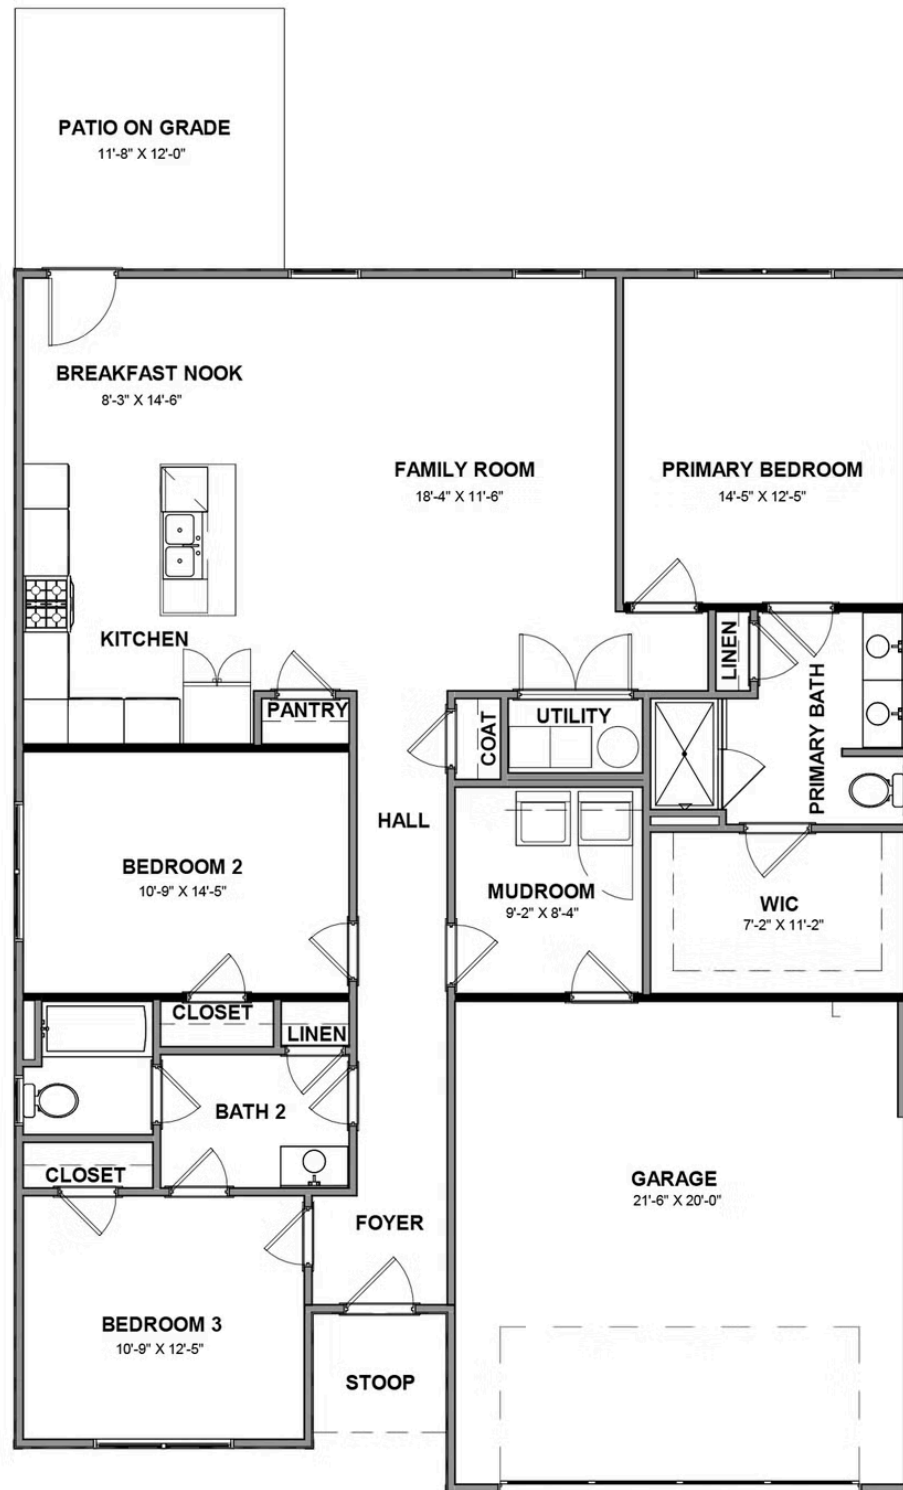 PATIO ON GRADE
11'-8" X 12'-0"
BREAKFAST NOOK
8'-3" X 14'-6"
FAMILY ROOM
18'-4" X 11'-6"
PRIMARY BEDROOM
14'-5" X 12'-5"
KITCHEN
LINEN
PRIMARY BATH
PANTRY
COAT
UTILITY
HALL
BEDROOM 2
10'-9" X 14'-5"
MUDROOM
9'-2" X 8'-4"
WIC
7'-2" X 11'-2"
CLOSET
LINEN
BATH 2
CLOSET
GARAGE
21'-6" X 20'-0"
FOYER
BEDROOM 3
10'-9" X 12'-5"
STOOP